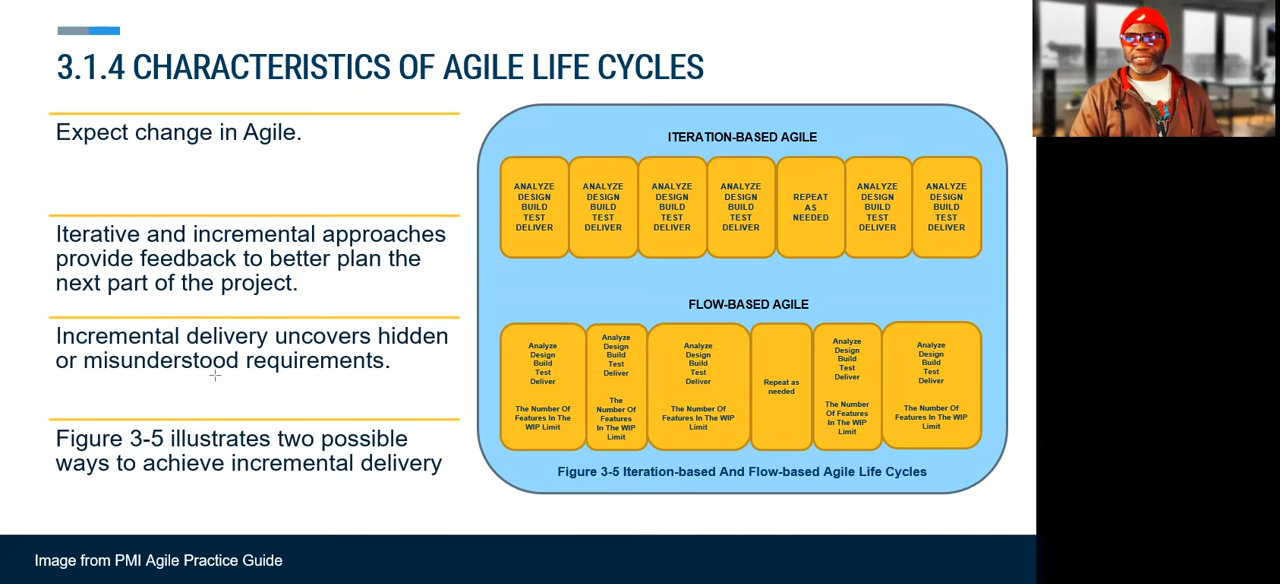 3.1.4 CHARACTERISTICS OF AGILE LIFE CYCLES
Expect change in Agile.
Iterative and incremental approaches
provide feedback to better plan the
next part of the project.
Incremental delivery uncovers hidden
or misunderstood requirements.
Figure 3-5 illustrates two possible
ways to achieve incremental delivery
ITERATION-BASED AGILE
ANALYZE
DESIGN
BUILD
TEST
DELIVER
ANALYZE
DESIGN
BUILD
TEST
DELIVER
ANALYZE
DESIGN
BUILD
TEST
DELIVER
ANALYZE
DESIGN
BUILD
TEST
DELIVER
REPEAT
AS
NEEDED
ANALYZE
DESIGN
BUILD
TEST
DELIVER
ANALYZE
DESIGN
BUILD
TEST
DELIVER
FLOW-BASED AGILE
Analyze
Design
Build
Test
Deliver
The Number Of
Features In The
WIP Limit
Analyze
Design
Build
Test
Deliver
The
Number Of
Features
In The WIP
Limit
Analyze
Design
Build
Test
Deliver
The Number Of
Features In The WIP
Limit
Repeat as
needed
Analyze
Design
Build
Test
Deliver
The Number
Of Features
In The WIP
Limit
Analyze
Design
Build
Test
Deliver
The Number Of
Features In The WIP
Limit
Figure 3-5 Iteration-based And Flow-based Agile Life Cycles
Image from PMI Agile Practice Guide